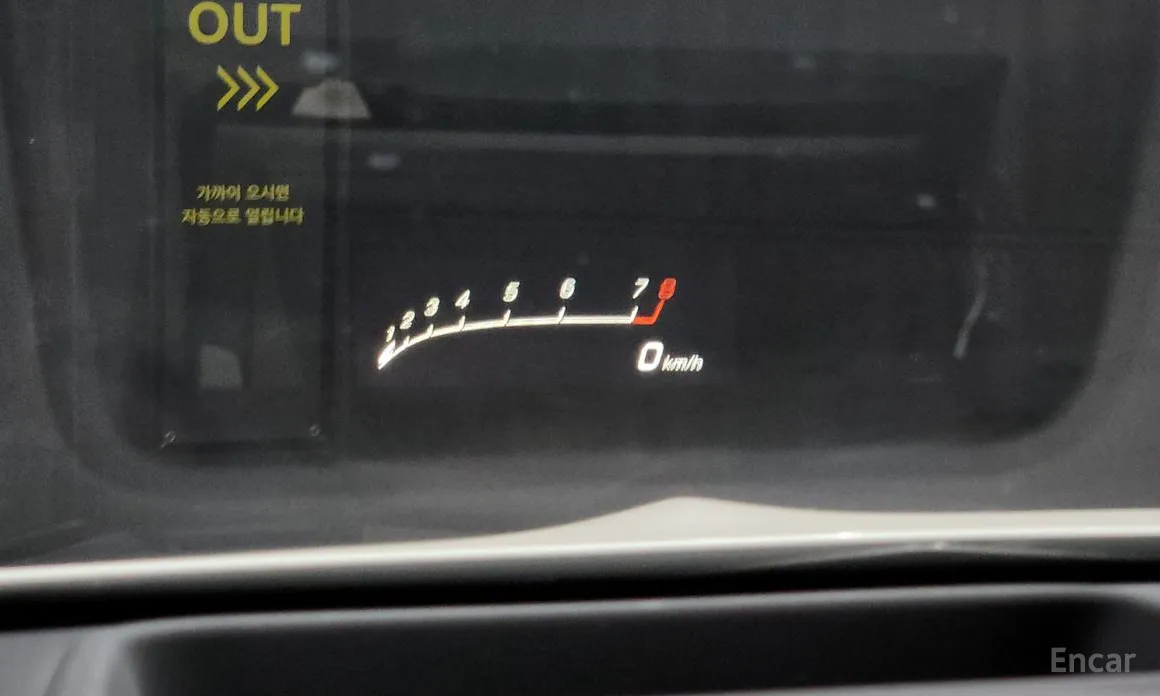 OUT
가까이 오시면
자동으로 열립니다
1 2 3 4 5 6 7 8
0 km/h
Encar